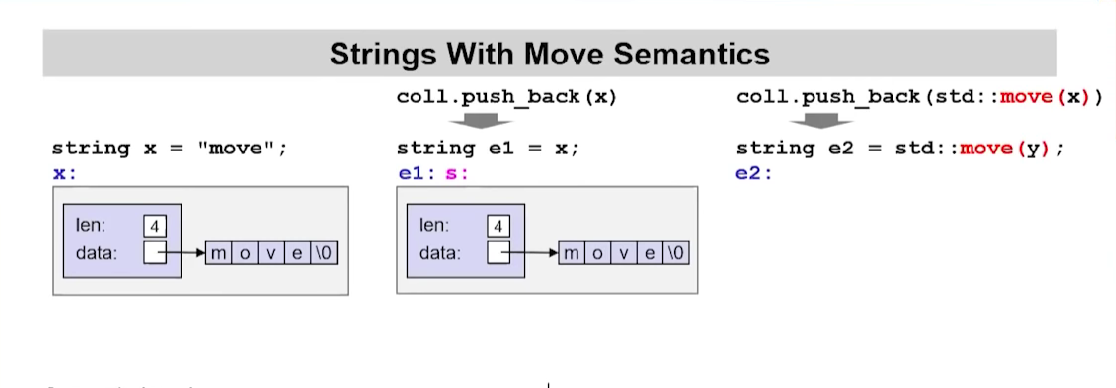 Strings With Move Semantics
coll.push_back(x)
coll.push_back(std::move(x))
string x = "move";
string e1 = x;
string e2 = std::move(y);
x:
e1: s:
e2:
len: 4
data: m o v e \0
len: 4
data: m o v e \0